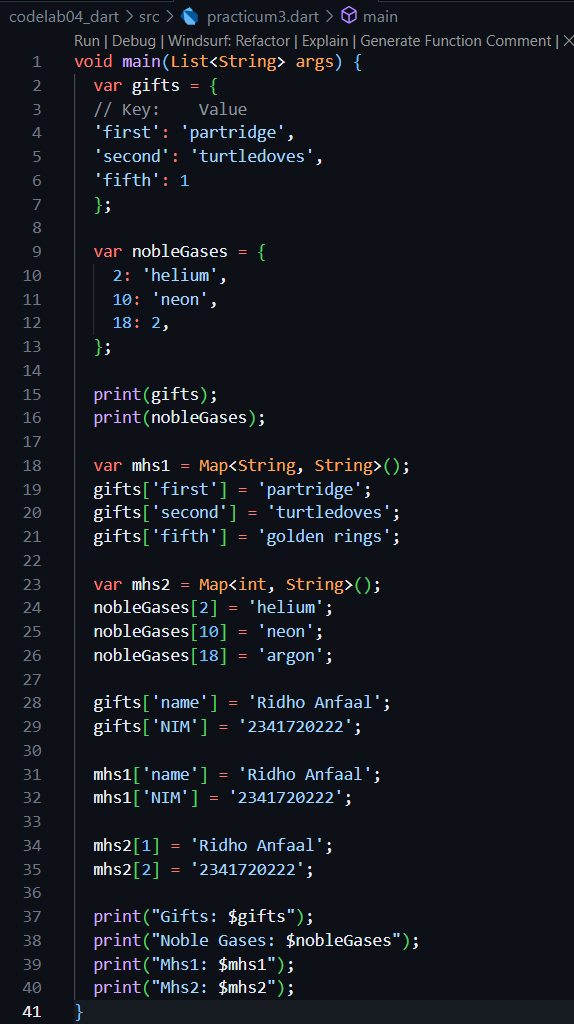 codelab04_dart > src > practicum3.dart > main
Run | Debug | Windsurf: Refactor | Explain | Generate Function Comment | ×
1 void main(List<String> args) {
2   var gifts = {
3   // Key:    Value
4   'first': 'partridge',
5   'second': 'turtledoves',
6   'fifth': 1
7   };
8
9   var nobleGases = {
10     2: 'helium',
11     10: 'neon',
12     18: 2,
13   };
14
15   print(gifts);
16   print(nobleGases);
17
18   var mhs1 = Map<String, String>();
19   gifts['first'] = 'partridge';
20   gifts['second'] = 'turtledoves';
21   gifts['fifth'] = 'golden rings';
22
23   var mhs2 = Map<int, String>();
24   nobleGases[2] = 'helium';
25   nobleGases[10] = 'neon';
26   nobleGases[18] = 'argon';
27
28   gifts['name'] = 'Ridho Anfaal';
29   gifts['NIM'] = '2341720222';
30
31   mhs1['name'] = 'Ridho Anfaal';
32   mhs1['NIM'] = '2341720222';
33
34   mhs2[1] = 'Ridho Anfaal';
35   mhs2[2] = '2341720222';
36
37   print("Gifts: $gifts");
38   print("Noble Gases: $nobleGases");
39   print("Mhs1: $mhs1");
40   print("Mhs2: $mhs2");
41 }